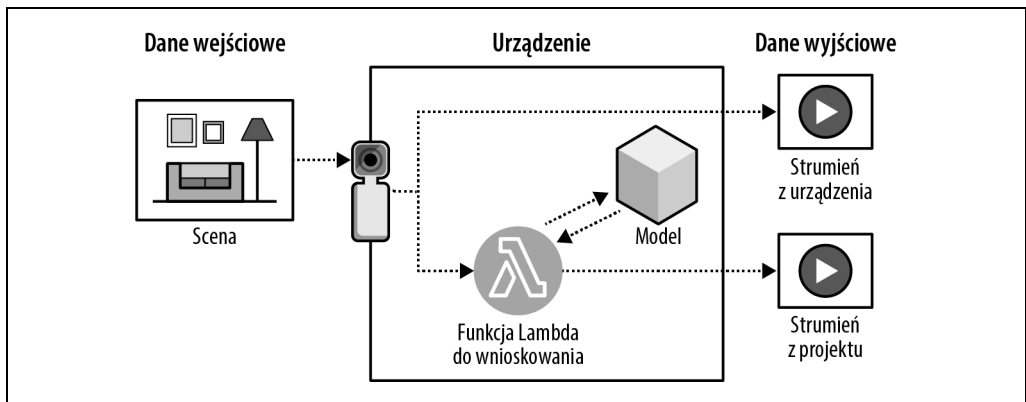 Dane wejściowe
Urządzenie
Dane wyjściowe
Scena
Model
Funkcja Lambda
do wnioskowania
Strumień
z urządzenia
Strumień
z projektu